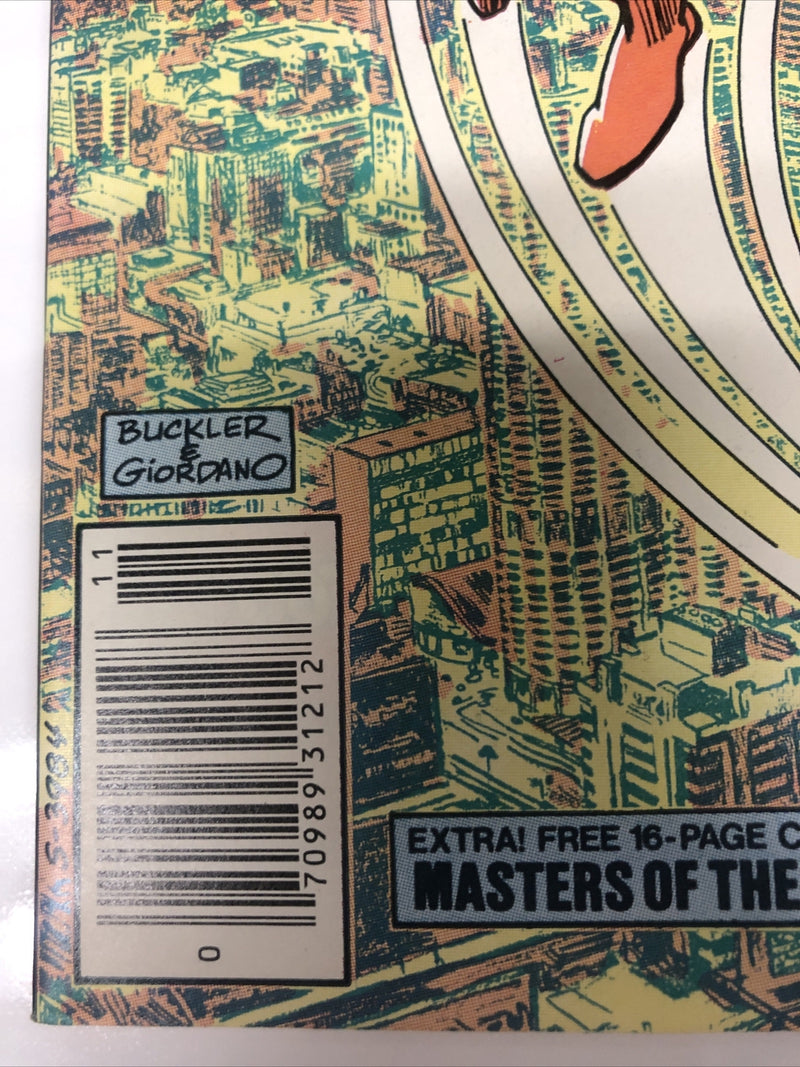 BUCKLER
&
GIORDANO
11
70989 31212
0
EXTRA! FREE 16-PAGE C
MASTERS OF THE